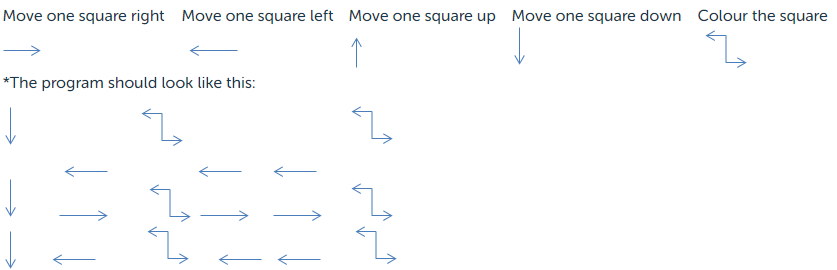 Move one square right Move one square left Move one square up Move one square down Colour the square
*The program should look like this: